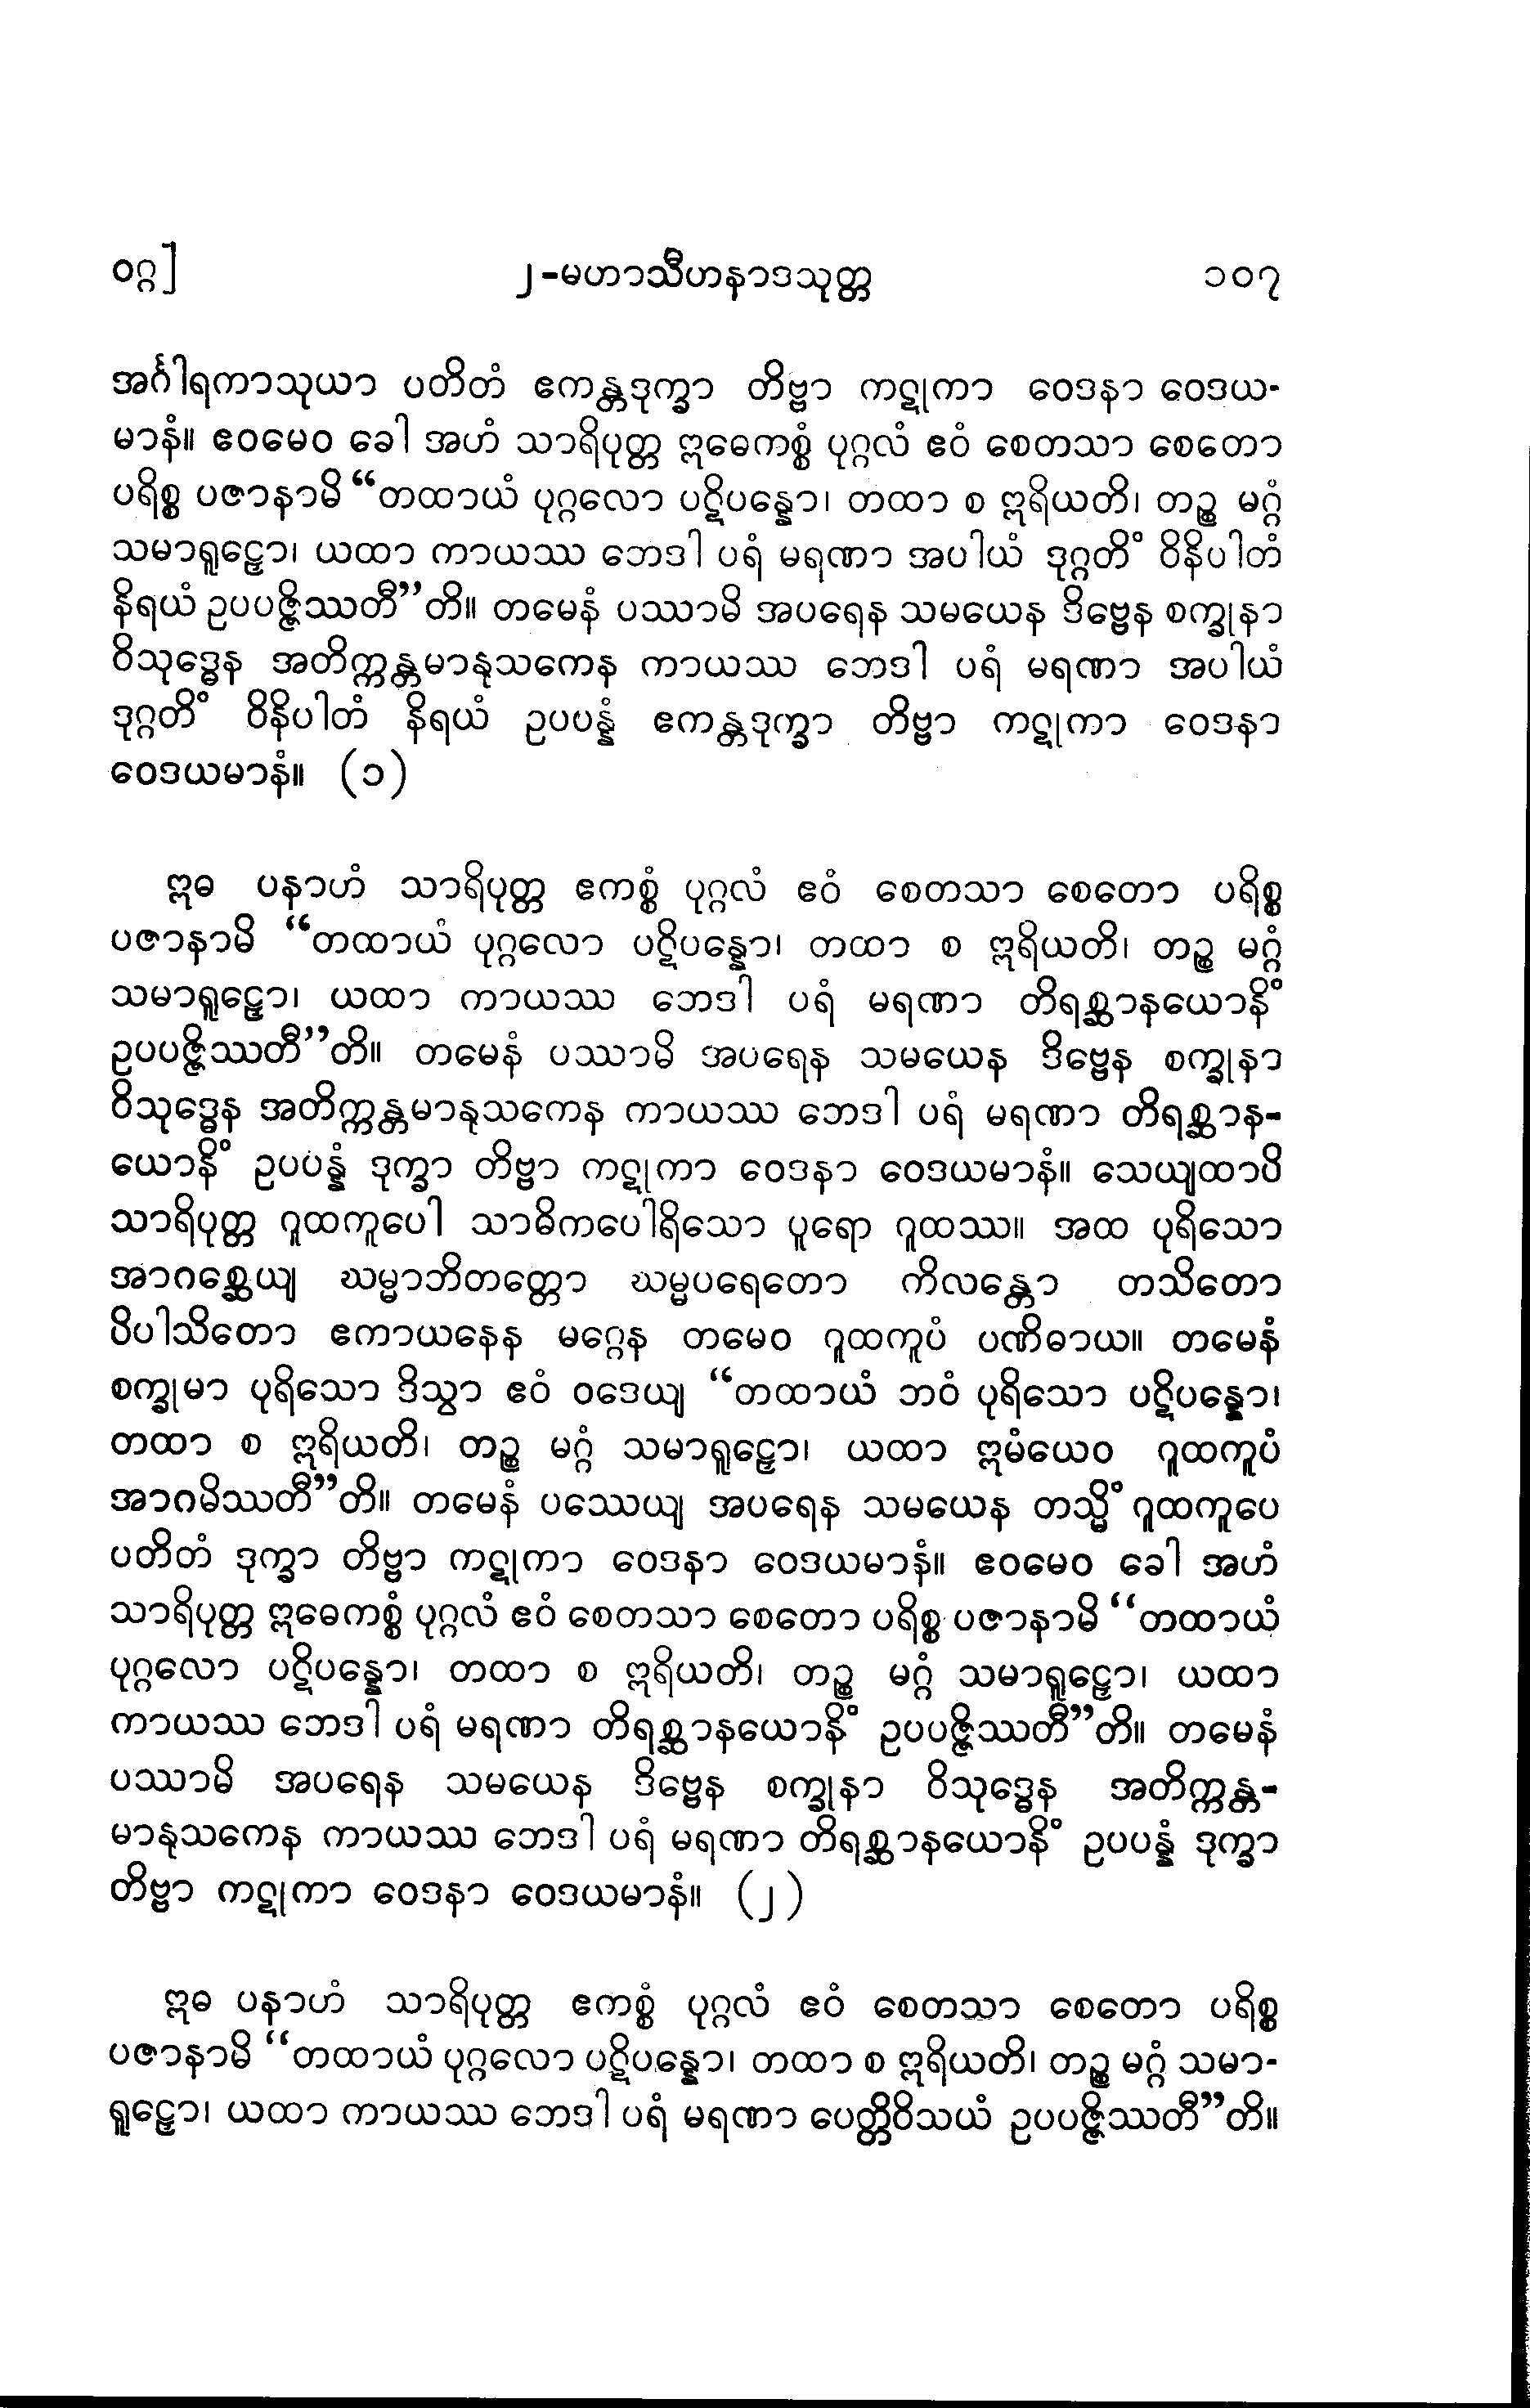 ဝဂ္ဂ]
၂-မဟာသီဟနာဒသုတ္တ
၁၀၇
အင်္ဂါရကာသုယာ ပတိတံ ဧကန္တဒုက္ခာ တိဗ္ဗာ ကဋုကာ ဝေဒနာ ဝေဒယ-
မာနံ။ ဧဝမေဝ ခေါ အဟံ သာရိပုတ္တ ဣဓေကစ္စံ ပုဂ္ဂလံ ဧဝံ စေတသာ စေတော
ပရိစ္စ ပဇာနာမိ “တထာယံ ပုဂ္ဂလော ပဋိပန္နော၊ တထာ စ ဣရိယတိ၊ တဉ္စ မဂ္ဂံ
သမာရူဠှော၊ ယထာ ကာယဿ ဘေဒါ ပရံ မရဏာ အပါယံ ဒုဂ္ဂတိံ ဝိနိပါတံ
နိရယံ ဥပပဇ္ဇိဿတီ”တိ။ တမေနံ ပဿာမိ အပရေန သမယေန ဒိဗ္ဗေန စက္ခုနာ
ဝိသုဒ္ဓေန အတိက္ကန္တမာနုသကေန ကာယဿ ဘေဒါ ပရံ မရဏာ အပါယံ
ဒုဂ္ဂတိံ ဝိနိပါတံ နိရယံ ဥပပန္နံ ဧကန္တဒုက္ခာ တိဗ္ဗာ ကဋုကာ ဝေဒနာ
ဝေဒယမာနံ။ (၁)
ဣဓ ပနာဟံ သာရိပုတ္တ ဧကစ္စံ ပုဂ္ဂလံ ဧဝံ စေတသာ စေတော ပရိစ္စ
ပဇာနာမိ “တထာယံ ပုဂ္ဂလော ပဋိပန္နော၊ တထာ စ ဣရိယတိ၊ တဉ္စ မဂ္ဂံ
သမာရူဠှော၊ ယထာ ကာယဿ ဘေဒါ ပရံ မရဏာ တိရစ္ဆာနယောနိံ
ဥပပဇ္ဇိဿတီ”တိ။ တမေနံ ပဿာမိ အပရေန သမယေန ဒိဗ္ဗေန စက္ခုနာ
ဝိသုဒ္ဓေန အတိက္ကန္တမာနုသကေန ကာယဿ ဘေဒါ ပရံ မရဏာ တိရစ္ဆာန-
ယောနိံ ဥပပန္နံ ဒုက္ခာ တိဗ္ဗာ ကဋုကာ ဝေဒနာ ဝေဒယမာနံ။ သေယျထာပိ
သာရိပုတ္တ ဂူထကူပေါ သာဓိကပေါရိသော ပူရော ဂူထဿ။ အထ ပုရိသော
အာဂစ္ဆေယျ ဃမ္မာဘိတတ္တော ဃမ္မပရေတော ကိလန္တော တသိတော
ပိပါသိတော ဧကာယနေန မဂ္ဂေန တမေဝ ဂူထကူပံ ပဏိဓာယ။ တမေနံ
စက္ခုမာ ပုရိသော ဒိသွာ ဧဝံ ဝဒေယျ “တထာယံ ဘဝံ ပုရိသော ပဋိပန္နော၊
တထာ စ ဣရိယတိ၊ တဉ္စ မဂ္ဂံ သမာရူဠှော၊ ယထာ ဣမံယေဝ ဂူထကူပံ
အာဂမိဿတီ”တိ။ တမေနံ ပဿေယျ အပရေန သမယေန တသ္မိံ ဂူထကူပေ
ပတိတံ ဒုက္ခာ တိဗ္ဗာ ကဋုကာ ဝေဒနာ ဝေဒယမာနံ။ ဧဝမေဝ ခေါ အဟံ
သာရိပုတ္တ ဣဓေကစ္စံ ပုဂ္ဂလံ ဧဝံ စေတသာ စေတော ပရိစ္စ ပဇာနာမိ “တထာယံ
ပုဂ္ဂလော ပဋိပန္နော၊ တထာ စ ဣရိယတိ၊ တဉ္စ မဂ္ဂံ သမာရူဠှော၊ ယထာ
ကာယဿ ဘေဒါ ပရံ မရဏာ တိရစ္ဆာနယောနိံ ဥပပဇ္ဇိဿတီ”တိ။ တမေနံ
ပဿာမိ အပရေန သမယေန ဒိဗ္ဗေန စက္ခုနာ ဝိသုဒ္ဓေန အတိက္ကန္တ-
မာနုသကေန ကာယဿ ဘေဒါ ပရံ မရဏာ တိရစ္ဆာနယောနိံ ဥပပန္နံ ဒုက္ခာ
တိဗ္ဗာ ကဋုကာ ဝေဒနာ ဝေဒယမာနံ။ (၂)
ဣဓ ပနာဟံ သာရိပုတ္တ ဧကစ္စံ ပုဂ္ဂလံ ဧဝံ စေတသာ စေတော ပရိစ္စ
ပဇာနာမိ “တထာယံ ပုဂ္ဂလော ပဋိပန္နော၊ တထာ စ ဣရိယတိ၊ တဉ္စ မဂ္ဂံ သမာ-
ရူဠှော၊ ယထာ ကာယဿ ဘေဒါ ပရံ မရဏာ ပေတ္တိဝိသယံ ဥပပဇ္ဇိဿတီ”တိ။